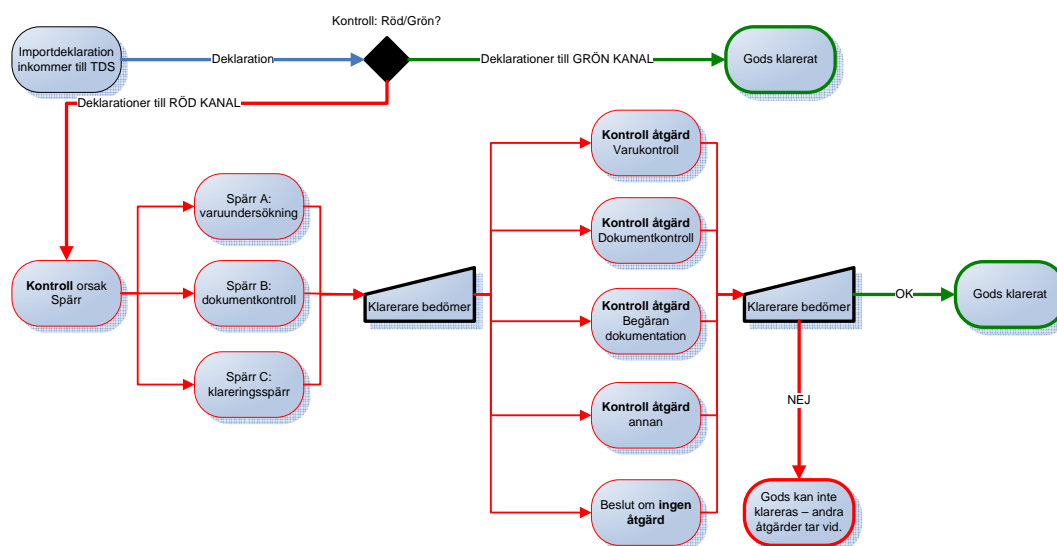 Kontroll: Röd/Grön?
Importdeklaration
inkommer till TDS
Deklaration
Deklarationer till GRÖN KANAL
Gods klarerat
Deklarationer till RÖD KANAL
Kontroll åtgärd
Varukontroll
Spärr A:
varuundersökning
Kontroll åtgärd
Dokumentkontroll
Kontroll orsak
Spärr
Spärr B:
dokumentkontroll
Klarerare bedömer
Kontroll åtgärd
Begäran
dokumentation
Klarerare bedömer
OK
Gods klarerat
Spärr C:
klareringsspärr
Kontroll åtgärd
annan
NEJ
Beslut om ingen
åtgärd
Gods kan inte
klareras – andra
åtgärder tar vid.